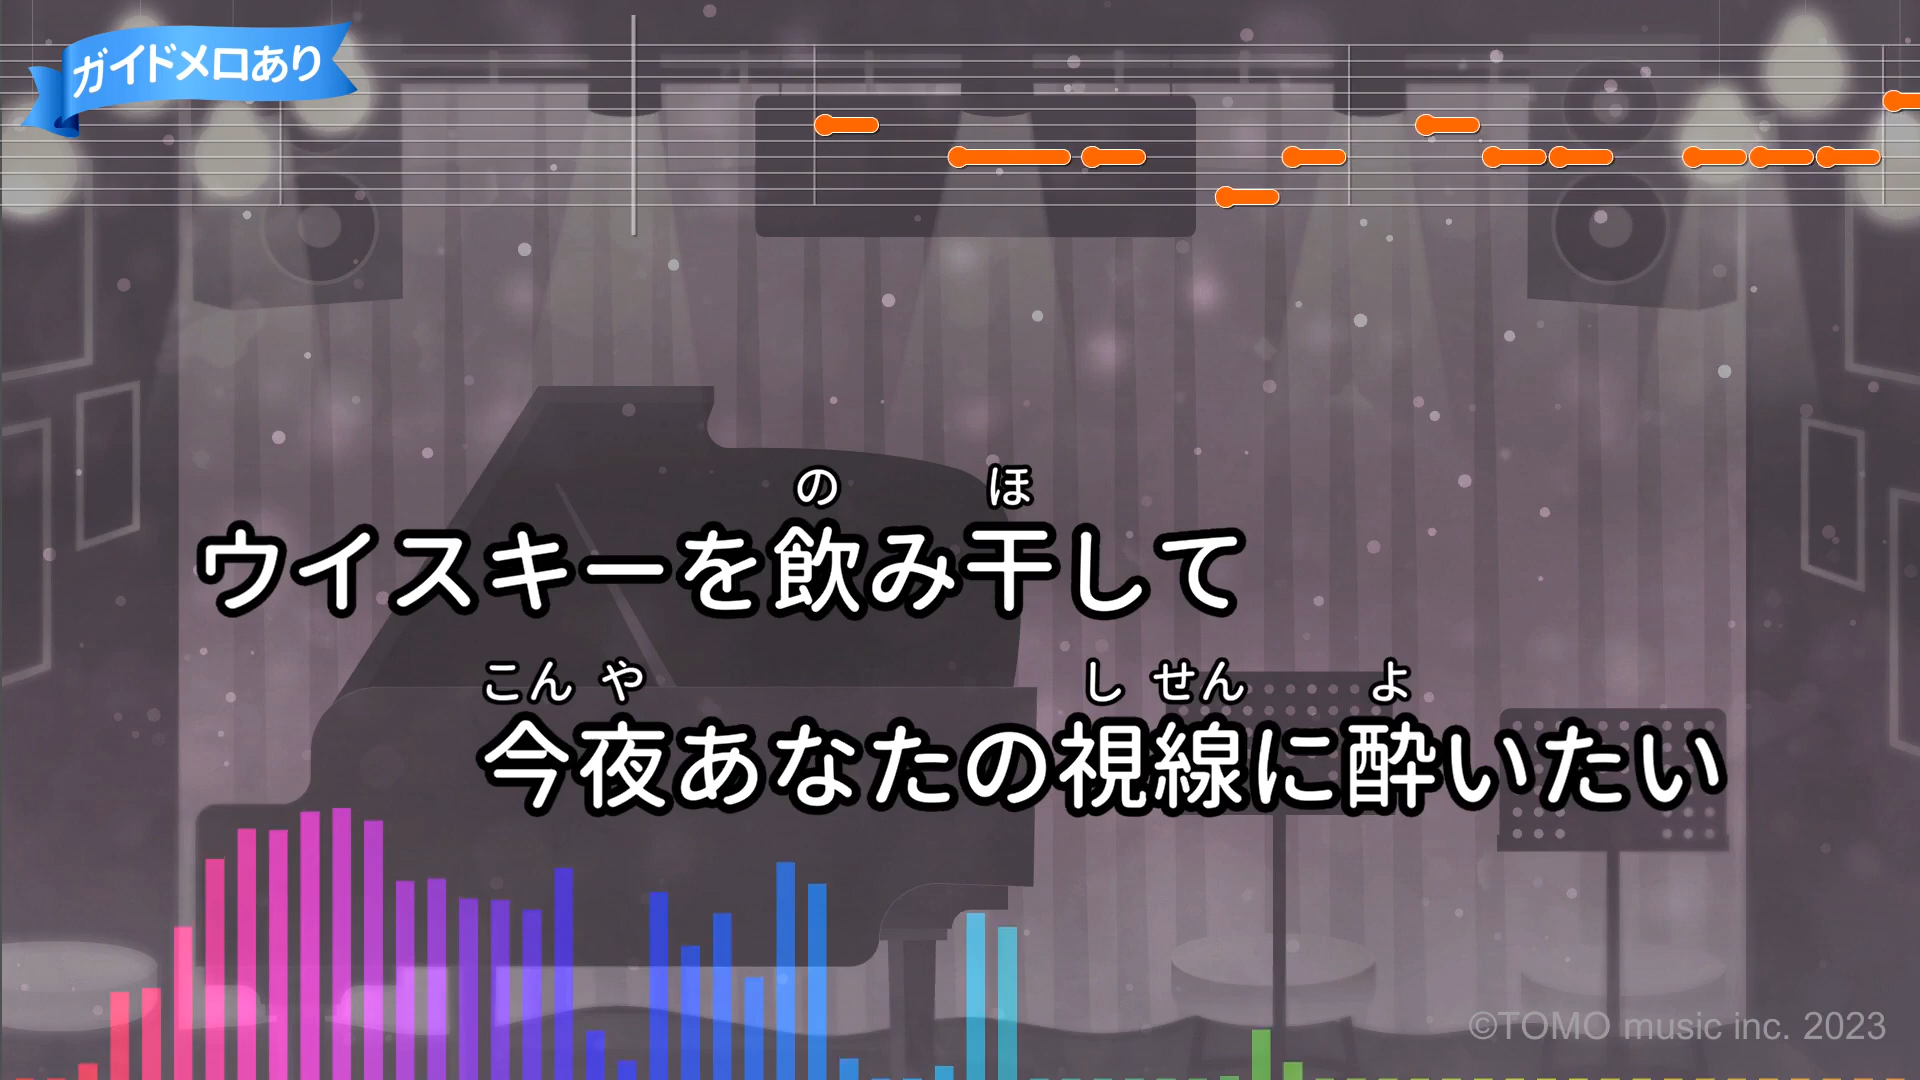 ガイドメロあり
の ほ
ウイスキーを飲み干して
こん や し せん よ
今夜あなたの視線に酔いたい
©TOMO music inc. 2023